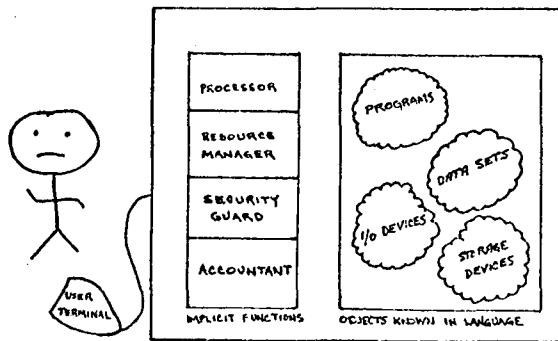 PROCESSOR
RESOURCE
MANAGER
SECURITY
GUARD
ACCOUNTANT
IMPLICIT FUNCTIONS
PROGRAMS
DATA SETS
I/O DEVICES
STORAGE
DEVICES
OBJECTS KNOWN IN LANGUAGE
USER
TERMINAL